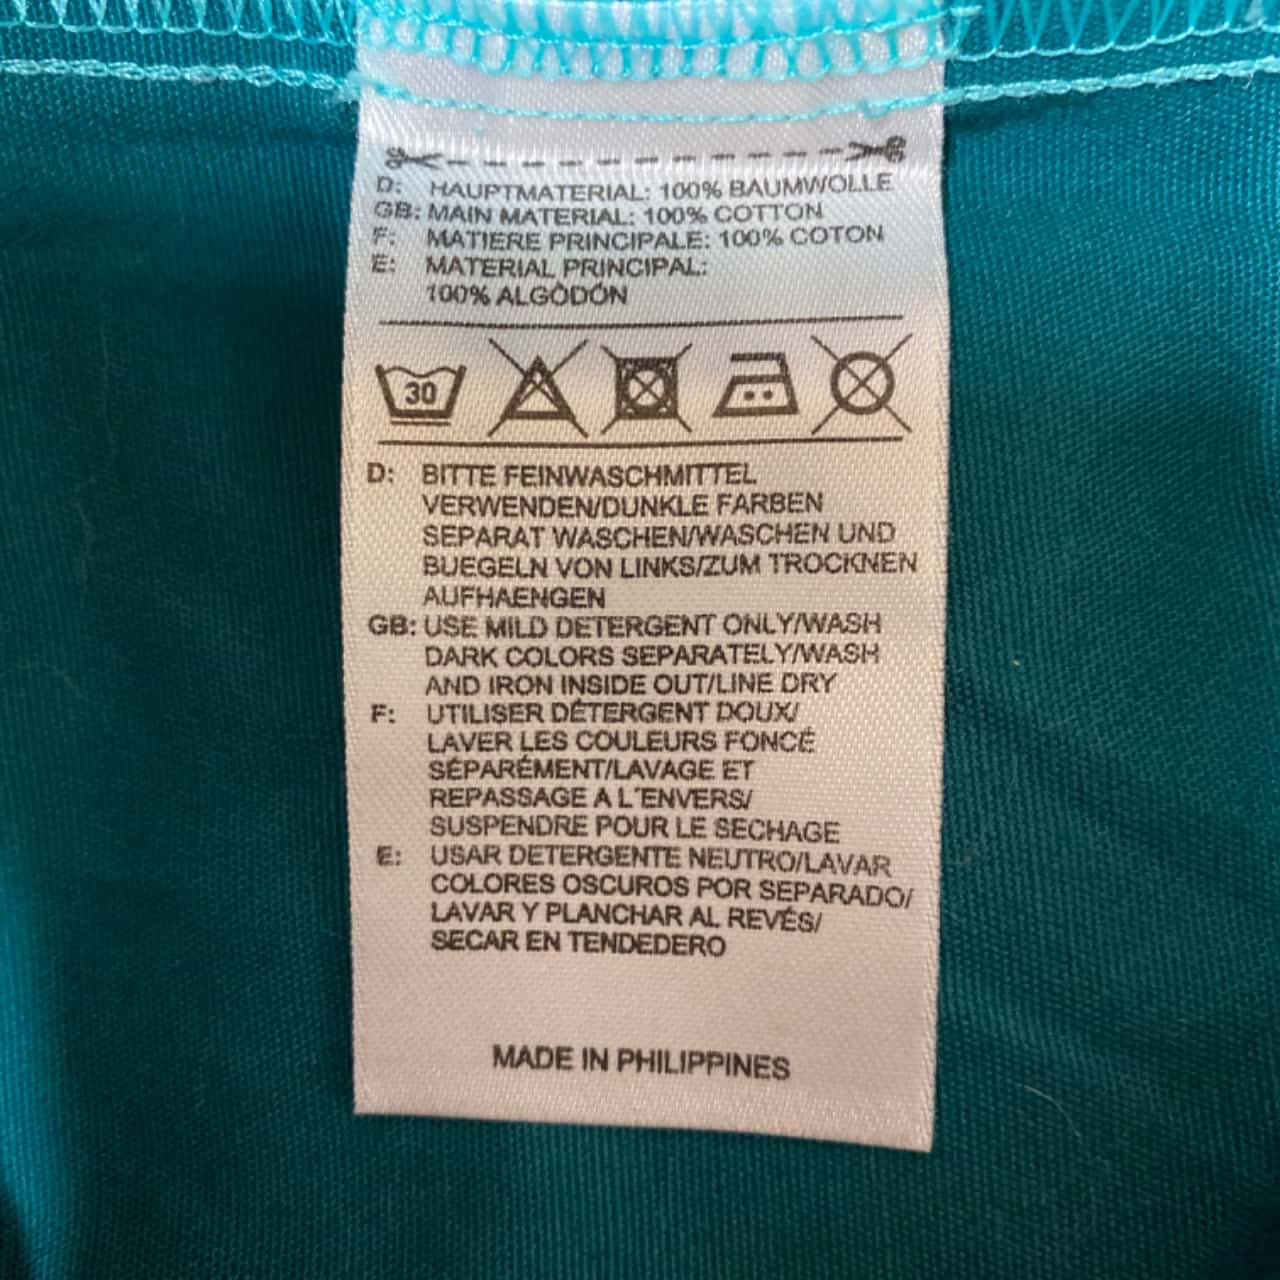 D: HAUPTMATERIAL: 100% BAUMWOLLE
GB: MAIN MATERIAL: 100% COTTON
F: MATIERE PRINCIPALE: 100% COTON
E: MATERIAL PRINCIPAL:
100% ALGÒDÓN
30
D: BITTE FEINWASCHMITTEL
VERWENDEN/DUNKLE FARBEN
SEPARAT WASCHEN/WASCHEN UND
BUEGELN VON LINKS/ZUM TROCKNEN
AUFHAENGEN
GB: USE MILD DETERGENT ONLY/WASH
DARK COLORS SEPARATELY/WASH
AND IRON INSIDE OUT/LINE DRY
F: UTILISER DÉTERGENT DOUX/
LAVER LES COULEURS FONCÉ
SÉPARÉMENT/LAVAGE ET
REPASSAGE A L´ENVERS/
SUSPENDRE POUR LE SECHAGE
E: USAR DETERGENTE NEUTRO/LAVAR
COLORES OSCUROS POR SEPARADO/
LAVAR Y PLANCHAR AL REVÉS/
SECAR EN TENDEDERO
MADE IN PHILIPPINES